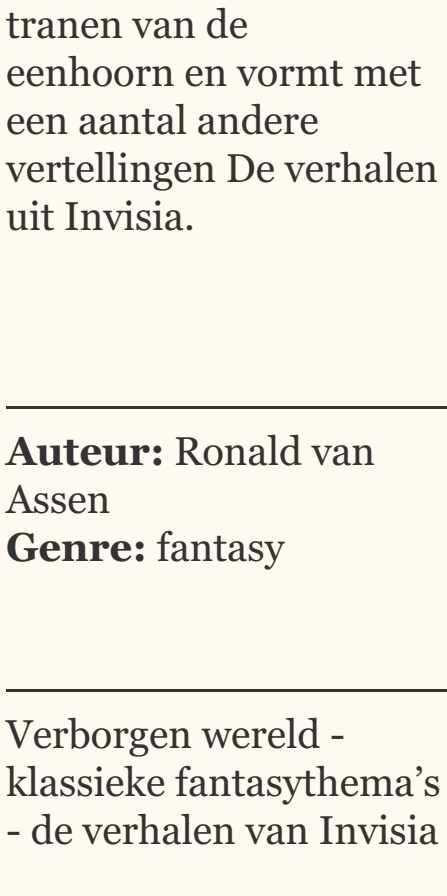 tranen van de
eenhoorn en vormt met
een aantal andere
vertellingen De verhalen
uit Invisia.
Auteur: Ronald van
Assen
Genre: fantasy
Verborgen wereld -
klassieke fantasythema’s
- de verhalen van Invisia